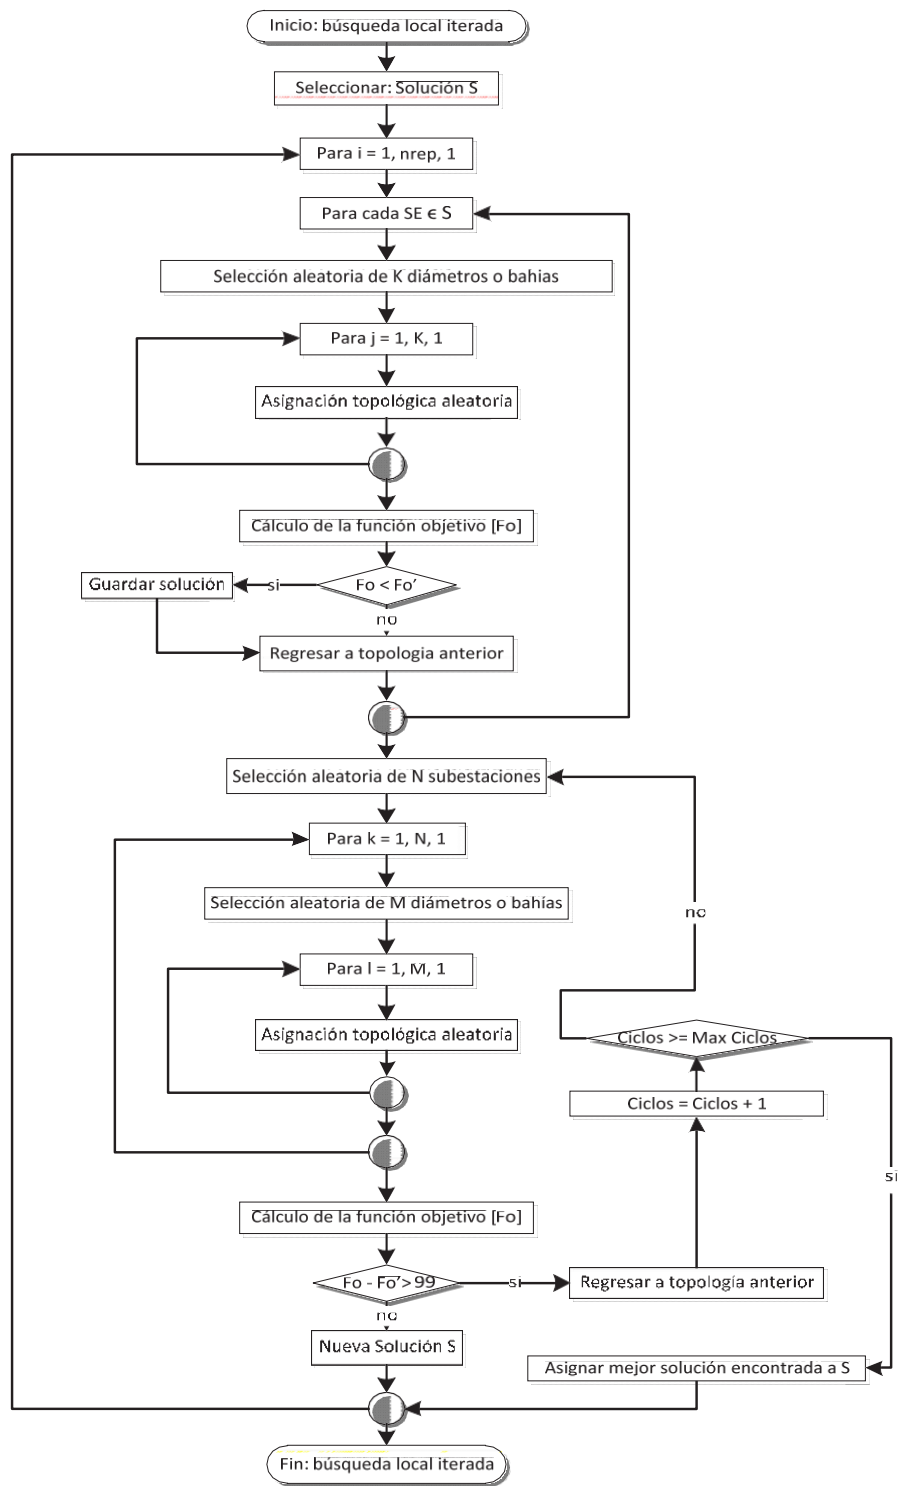 Inicio: búsqueda local iterada
Seleccionar: Solución S
Para i = 1, nrep, 1
Para cada SE ϵ S
Selección aleatoria de K diámetros o bahias
Para j = 1, K, 1
Asignación topológica aleatoria
Cálculo de la función objetivo [Fo]
Fo < Fo’
si
Guardar solución
no
Regresar a topologia anterior
Selección aleatoria de N subestaciones
Para k = 1, N, 1
Selección aleatoria de M diámetros o bahías
no
Para l = 1, M, 1
Asignación topológica aleatoria
Ciclos >= Max Ciclos
Ciclos = Ciclos + 1
si
Cálculo de la función objetivo [Fo]
Fo - Fo’ > 99
si
Regresar a topología anterior
no
Nueva Solución S
Asignar mejor solución encontrada a S
Fin: búsqueda local iterada